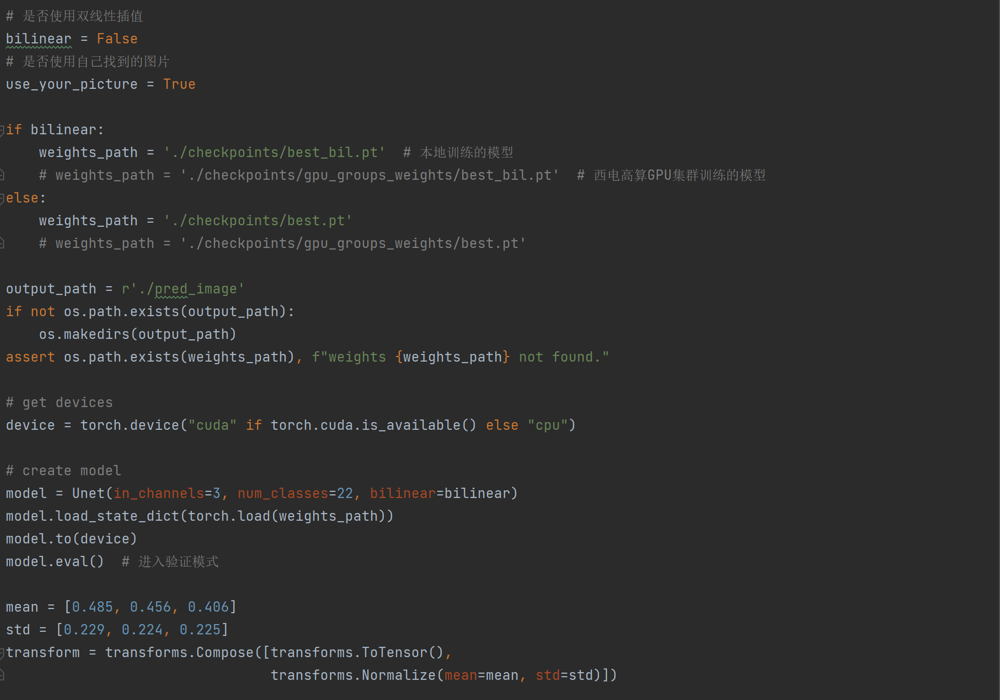 # 是否使用双线性插值
bilinear = False
# 是否使用自己找到的图片
use_your_picture = True
if bilinear:
    weights_path = './checkpoints/best_bil.pt'  # 本地训练的模型
    # weights_path = './checkpoints/gpu_groups_weights/best_bil.pt'  # 西电高算GPU集群训练的模型
else:
    weights_path = './checkpoints/best.pt'
    # weights_path = './checkpoints/gpu_groups_weights/best.pt'
output_path = r'./pred_image'
if not os.path.exists(output_path):
    os.makedirs(output_path)
assert os.path.exists(weights_path), f"weights {weights_path} not found."
# get devices
device = torch.device("cuda" if torch.cuda.is_available() else "cpu")
# create model
model = Unet(in_channels=3, num_classes=22, bilinear=bilinear)
model.load_state_dict(torch.load(weights_path))
model.to(device)
model.eval()  # 进入验证模式
mean = [0.485, 0.456, 0.406]
std = [0.229, 0.224, 0.225]
transform = transforms.Compose([transforms.ToTensor(),
                                transforms.Normalize(mean=mean, std=std)])